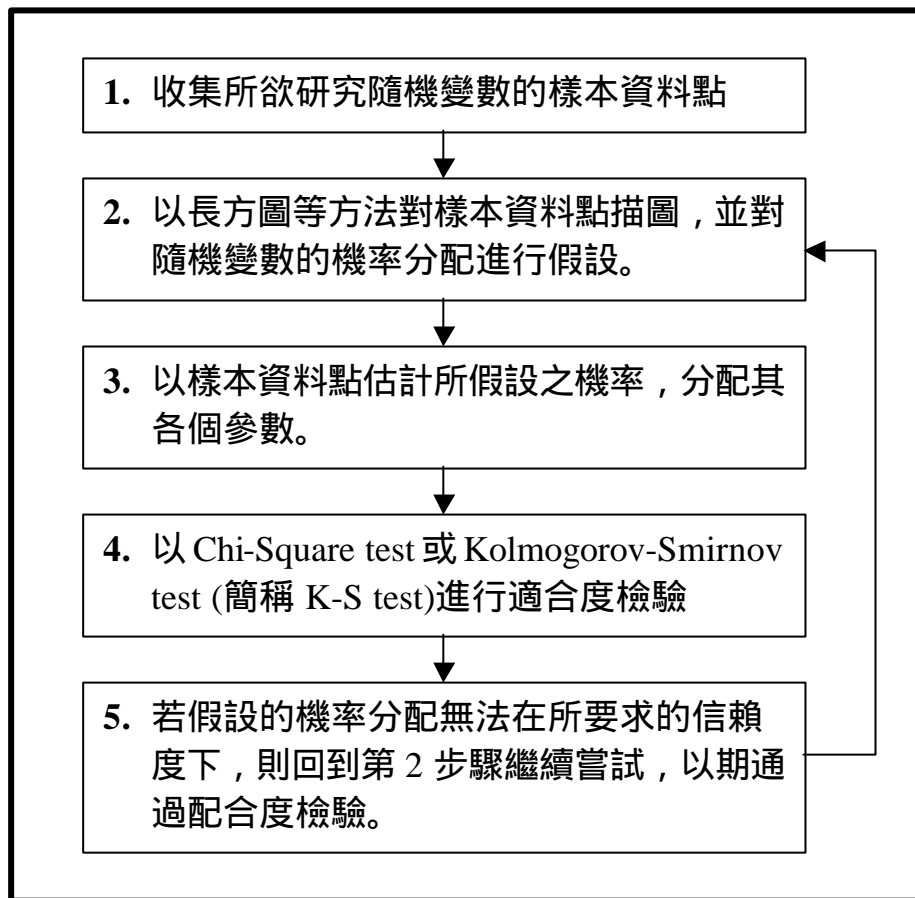 1. 收集所欲研究隨機變數的樣本資料點
2. 以長方圖等方法對樣本資料點描圖，並對
隨機變數的機率分配進行假設。
3. 以樣本資料點估計所假設之機率，分配其
各個參數。
4. 以 Chi-Square test 或 Kolmogorov-Smirnov
test (簡稱 K-S test)進行適合度檢驗
5. 若假設的機率分配無法在所要求的信賴
度下，則回到第 2 步驟繼續嘗試，以期通
過配合度檢驗。